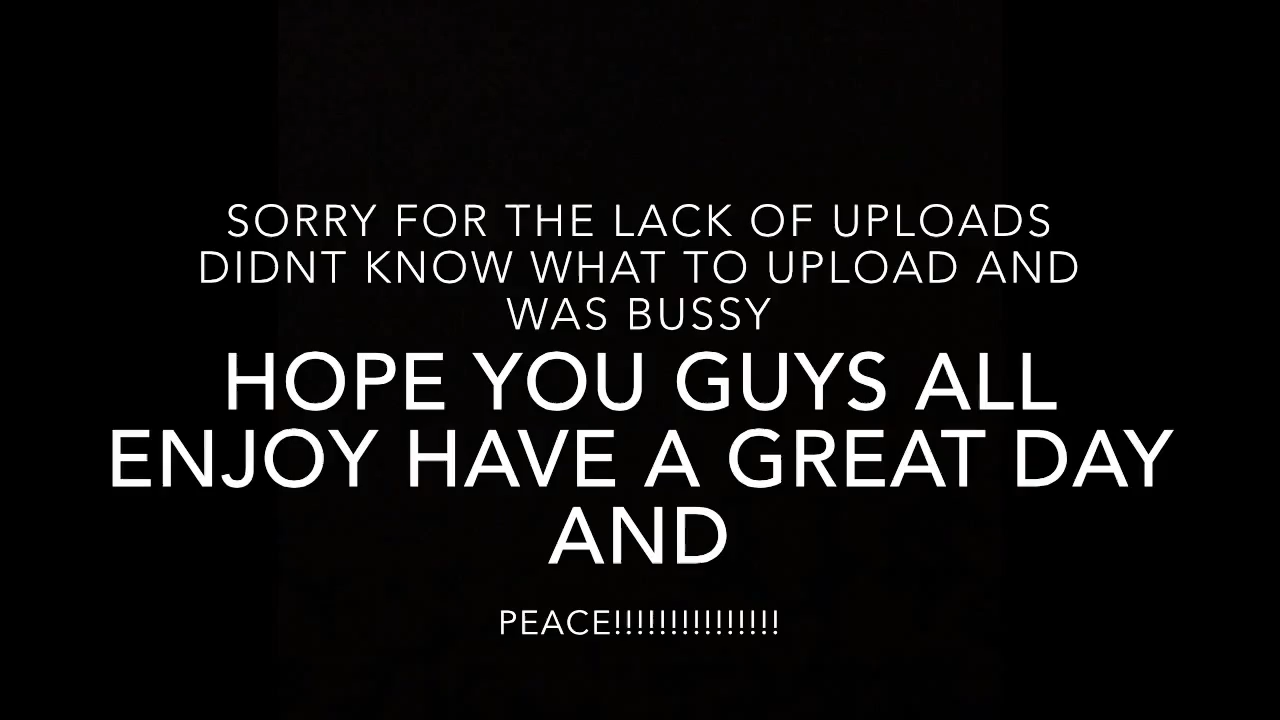 SORRY FOR THE LACK OF UPLOADS
DIDNT KNOW WHAT TO UPLOAD AND
WAS BUSSY
HOPE YOU GUYS ALL
ENJOY HAVE A GREAT DAY
AND
PEACE!!!!!!!!!!!!!!!